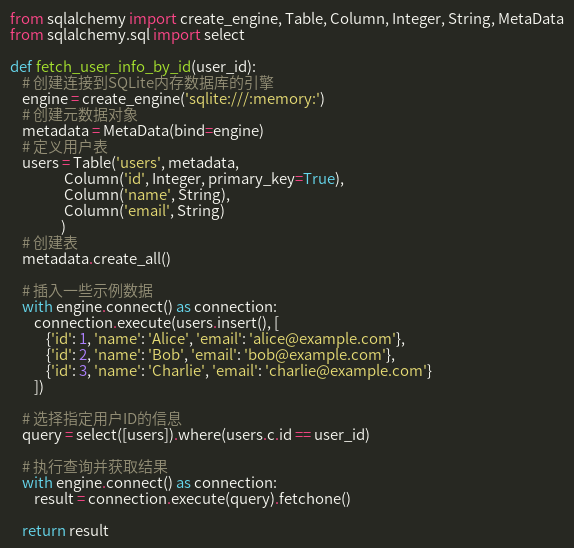 from sqlalchemy import create_engine, Table, Column, Integer, String, MetaData
from sqlalchemy.sql import select

def fetch_user_info_by_id(user_id):
    # 创建连接到SQLite内存数据库的引擎
    engine = create_engine('sqlite:///:memory:')
    # 创建元数据对象
    metadata = MetaData(bind=engine)
    # 定义用户表
    users = Table('users', metadata,
                  Column('id', Integer, primary_key=True),
                  Column('name', String),
                  Column('email', String)
                 )
    # 创建表
    metadata.create_all()

    # 插入一些示例数据
    with engine.connect() as connection:
        connection.execute(users.insert(), [
            {'id': 1, 'name': 'Alice', 'email': 'alice@example.com'},
            {'id': 2, 'name': 'Bob', 'email': 'bob@example.com'},
            {'id': 3, 'name': 'Charlie', 'email': 'charlie@example.com'}
        ])

    # 选择指定用户ID的信息
    query = select([users]).where(users.c.id == user_id)

    # 执行查询并获取结果
    with engine.connect() as connection:
        result = connection.execute(query).fetchone()

    return result